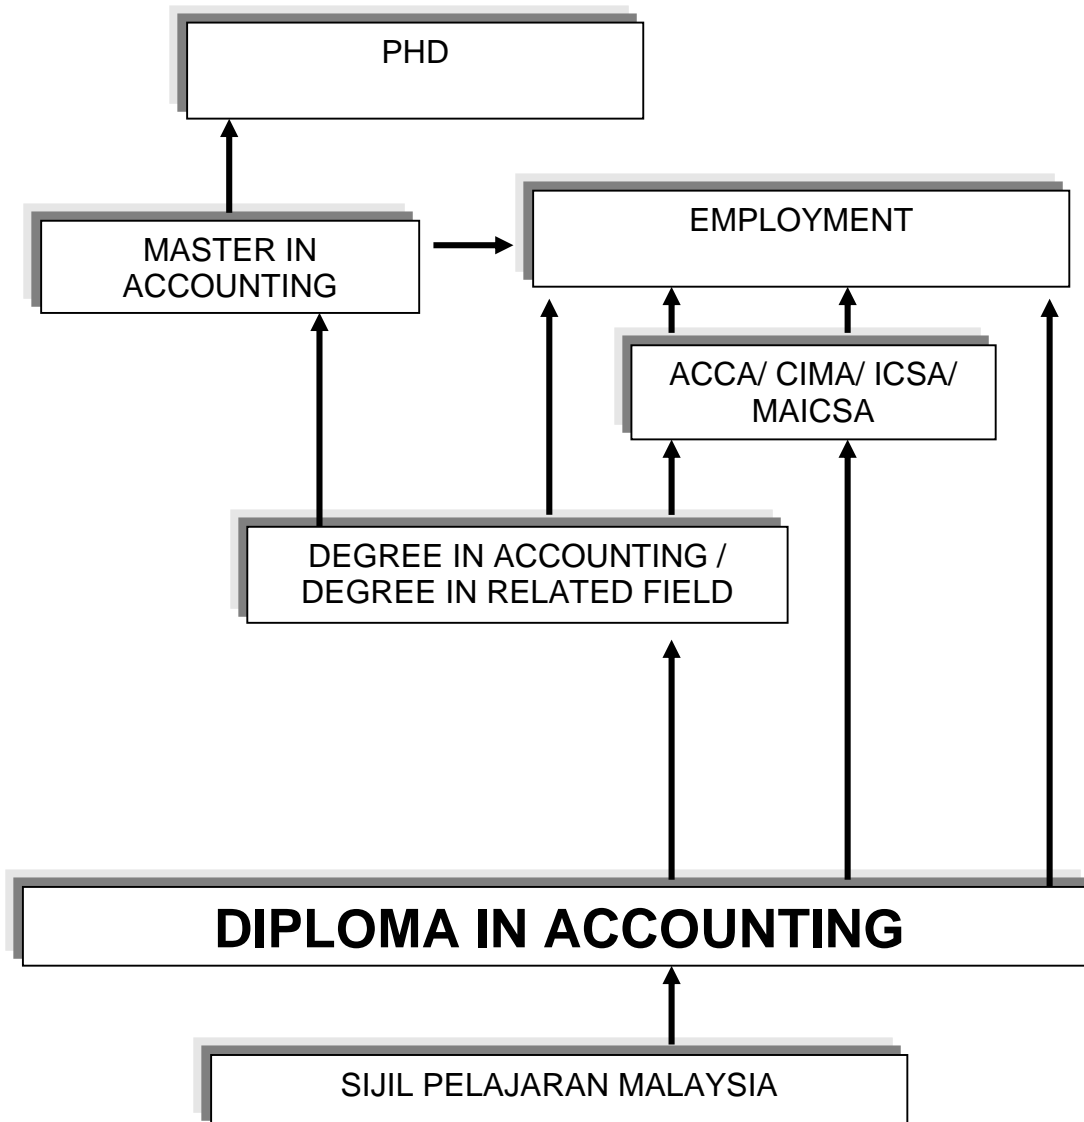 PHD
EMPLOYMENT
MASTER IN
ACCOUNTING
ACCA/ CIMA/ ICSA/
MAICSA
DEGREE IN ACCOUNTING /
DEGREE IN RELATED FIELD
DIPLOMA IN ACCOUNTING
SIJIL PELAJARAN MALAYSIA